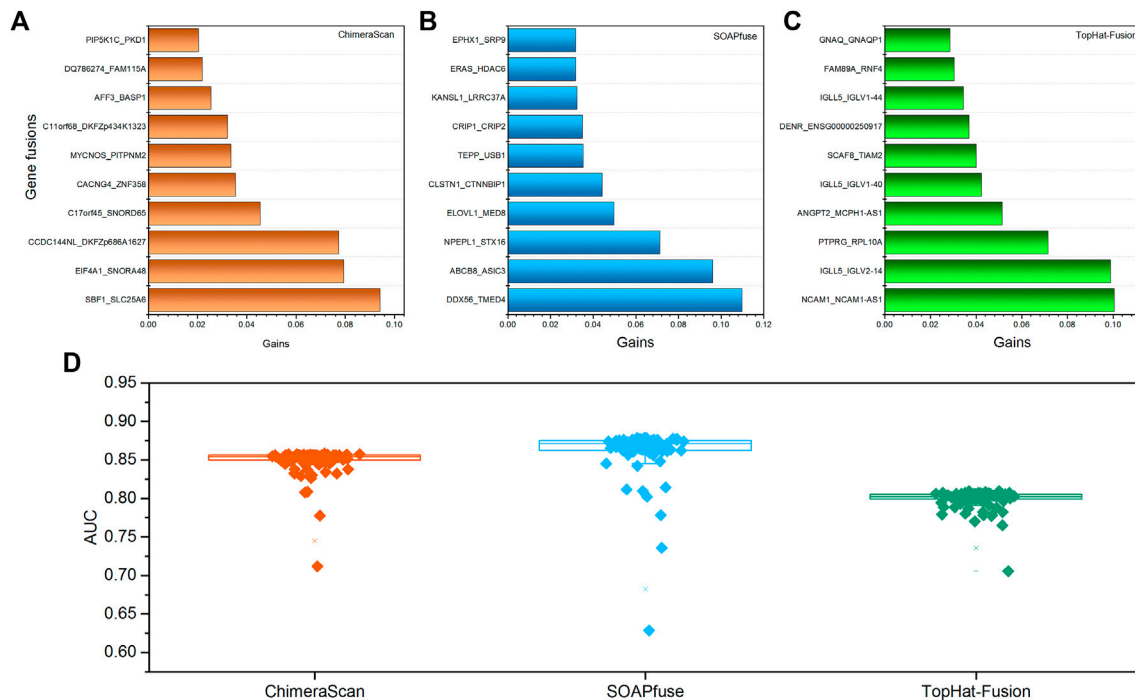 A
ChimeraScan
Gene fusions
PIP5K1C_PKD1
DQ786274_FAM115A
AFF3_BASP1
C11orf68_DKFZp434K1323
MYCNOS_PITPNM2
CACNG4_ZNF358
C17orf45_SNORD65
CCDC144NL_DKFZp686A1627
EIF4A1_SNORA48
SBF1_SLC25A6
0.00 0.02 0.04 0.06 0.08 0.10
Gains
B
SOAPfuse
EPHX1_SRP9
ERAS_HDAC6
KANSL1_LRRC37A
CRIP1_CRIP2
TEPP_USB1
CLSTN1_CTNNBIP1
ELOVL1_MED8
NPEPL1_STX16
ABCB8_ASIC3
DDX56_TMED4
0.00 0.02 0.04 0.06 0.08 0.10 0.12
Gains
C
TopHat-Fusion
GNAQ_GNAQP1
FAM89A_RNF4
IGLL5_IGLV1-44
DENR_ENSG00000250917
SCAF8_TIAM2
IGLL5_IGLV1-40
ANGPT2_MCPH1-AS1
PTPRG_RPL10A
IGLL5_IGLV2-14
NCAM1_NCAM1-AS1
0.00 0.02 0.04 0.06 0.08 0.10
Gains
D
AUC
0.95
0.90
0.85
0.80
0.75
0.70
0.65
0.60
ChimeraScan SOAPfuse TopHat-Fusion